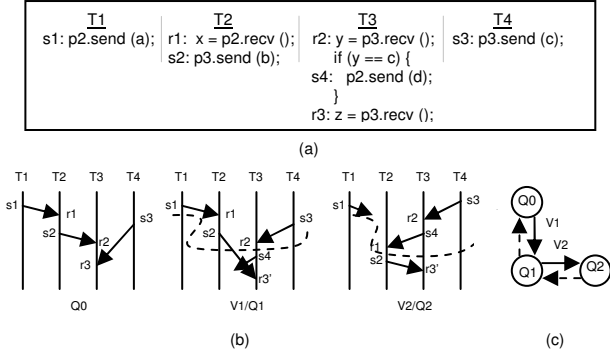 T1 T2 T3 T4
s1: p2.send (a); r1: x = p2.recv (); r2: y = p3.recv (); s3: p3.send (c);
s2: p3.send (b); if (y == c) {
s4: p2.send (d);
}
r3: z = p3.recv ();
(a)
T1 T2 T3 T4 T1 T2 T3 T4 T1 T2 T3 T4
s1 r1 s2 r2 s3 r3
Q0
s1 r1 s2 r2 s3 s4 r3'
V1/Q1
s1 r2 s3 s4 r1 s2 r3'
V2/Q2
(b)
Q0
V1
V2
Q1 Q2
(c)